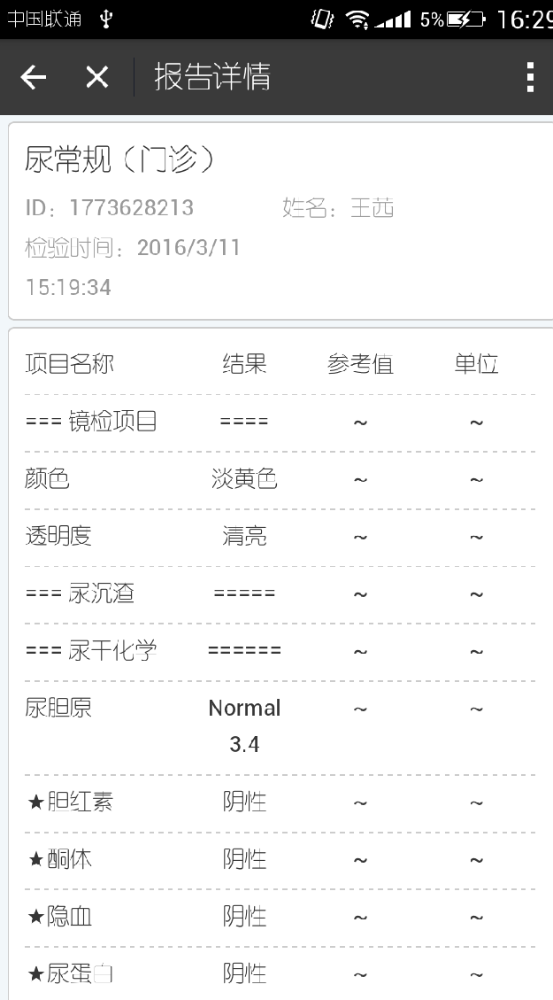 中国联通 5% 16:29
报告详情
尿常规（门诊）
ID：1773628213 姓名：王茜
检验时间：2016/3/11
15:19:34
项目名称 结果 参考值 单位
=== 镜检项目 ==== ~ ~
颜色 淡黄色 ~ ~
透明度 清亮 ~ ~
=== 尿沉渣 ===== ~ ~
=== 尿干化学 ====== ~ ~
尿胆原 Normal ~ ~
3.4
★胆红素 阴性 ~ ~
★酮体 阴性 ~ ~
★隐血 阴性 ~ ~
★尿蛋白 阴性 ~ ~